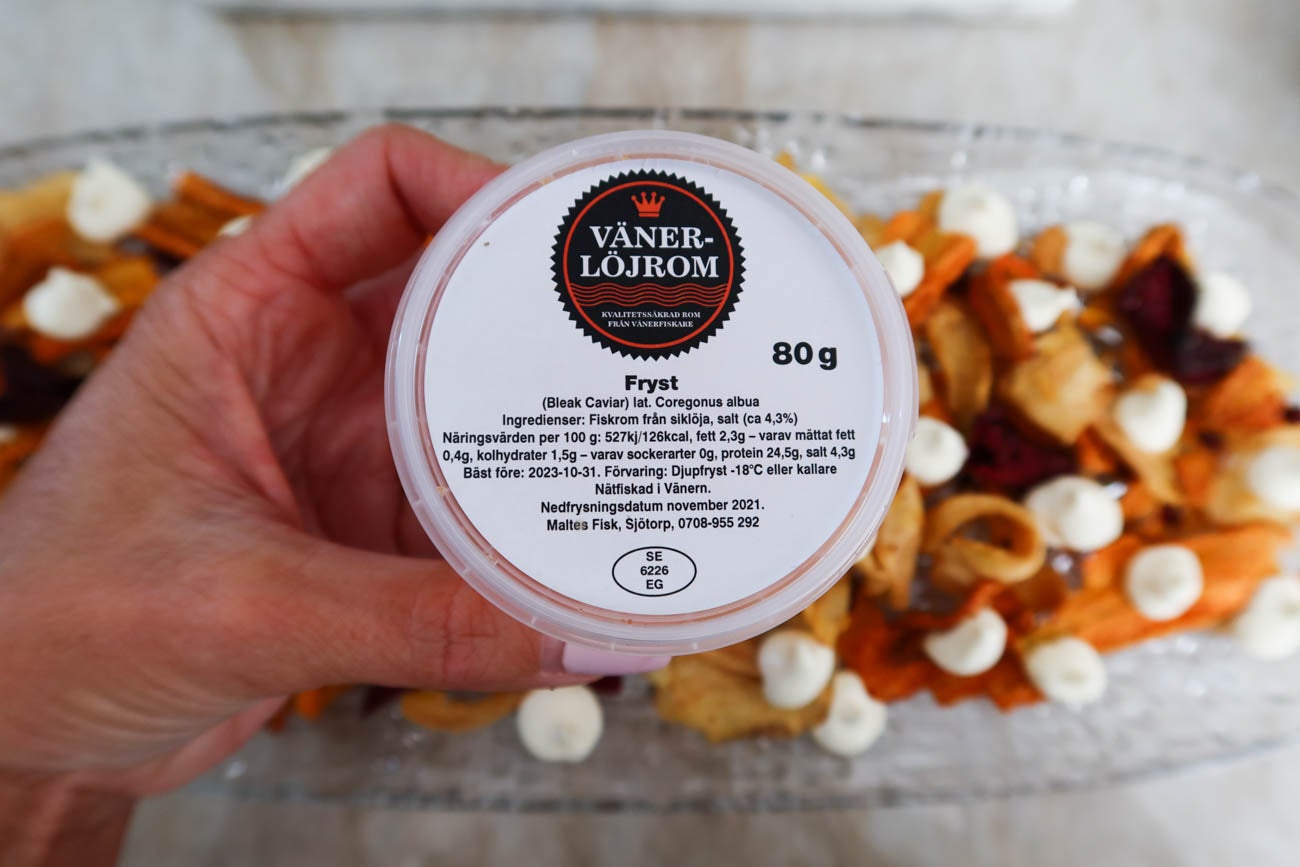 VÄNER-
LÖJROM
KVALITETSSÄKRAD ROM
FRÅN VÄNERFISKARE
80 g
Fryst
(Bleak Caviar) lat. Coregonus albua
Ingredienser: Fiskrom från siklöja, salt (ca 4,3%)
Näringsvärden per 100 g: 527kj/126kcal, fett 2,3g – varav mättat fett
0,4g, kolhydrater 1,5g – varav sockerarter 0g, protein 24,5g, salt 4,3g
Bäst före: 2023-10-31. Förvaring: Djupfryst -18°C eller kallare
Nätfiskad i Vänern.
Nedfrysningsdatum november 2021.
Maltes Fisk, Sjötorp, 0708-955 292
SE
6226
EG